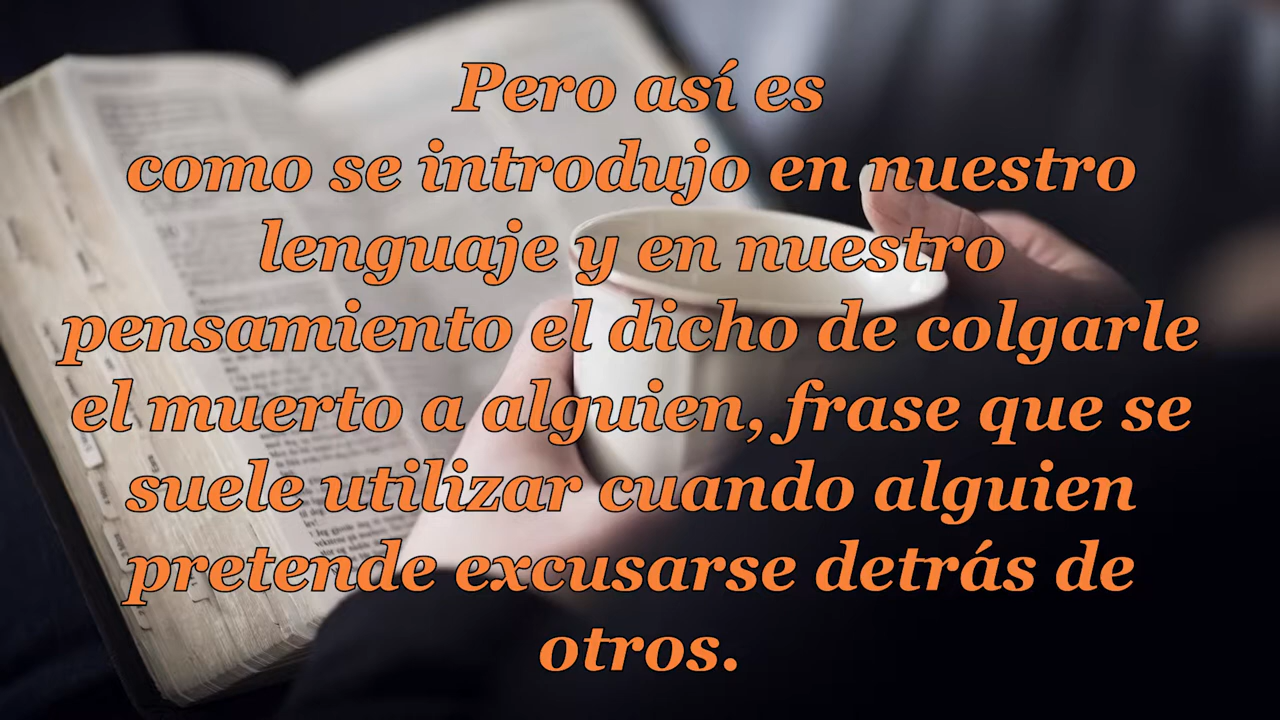 Pero así es
como se introdujo en nuestro
lenguaje y en nuestro
pensamiento el dicho de colgarle
el muerto a alguien, frase que se
suele utilizar cuando alguien
pretende excusarse detrás de
otros.